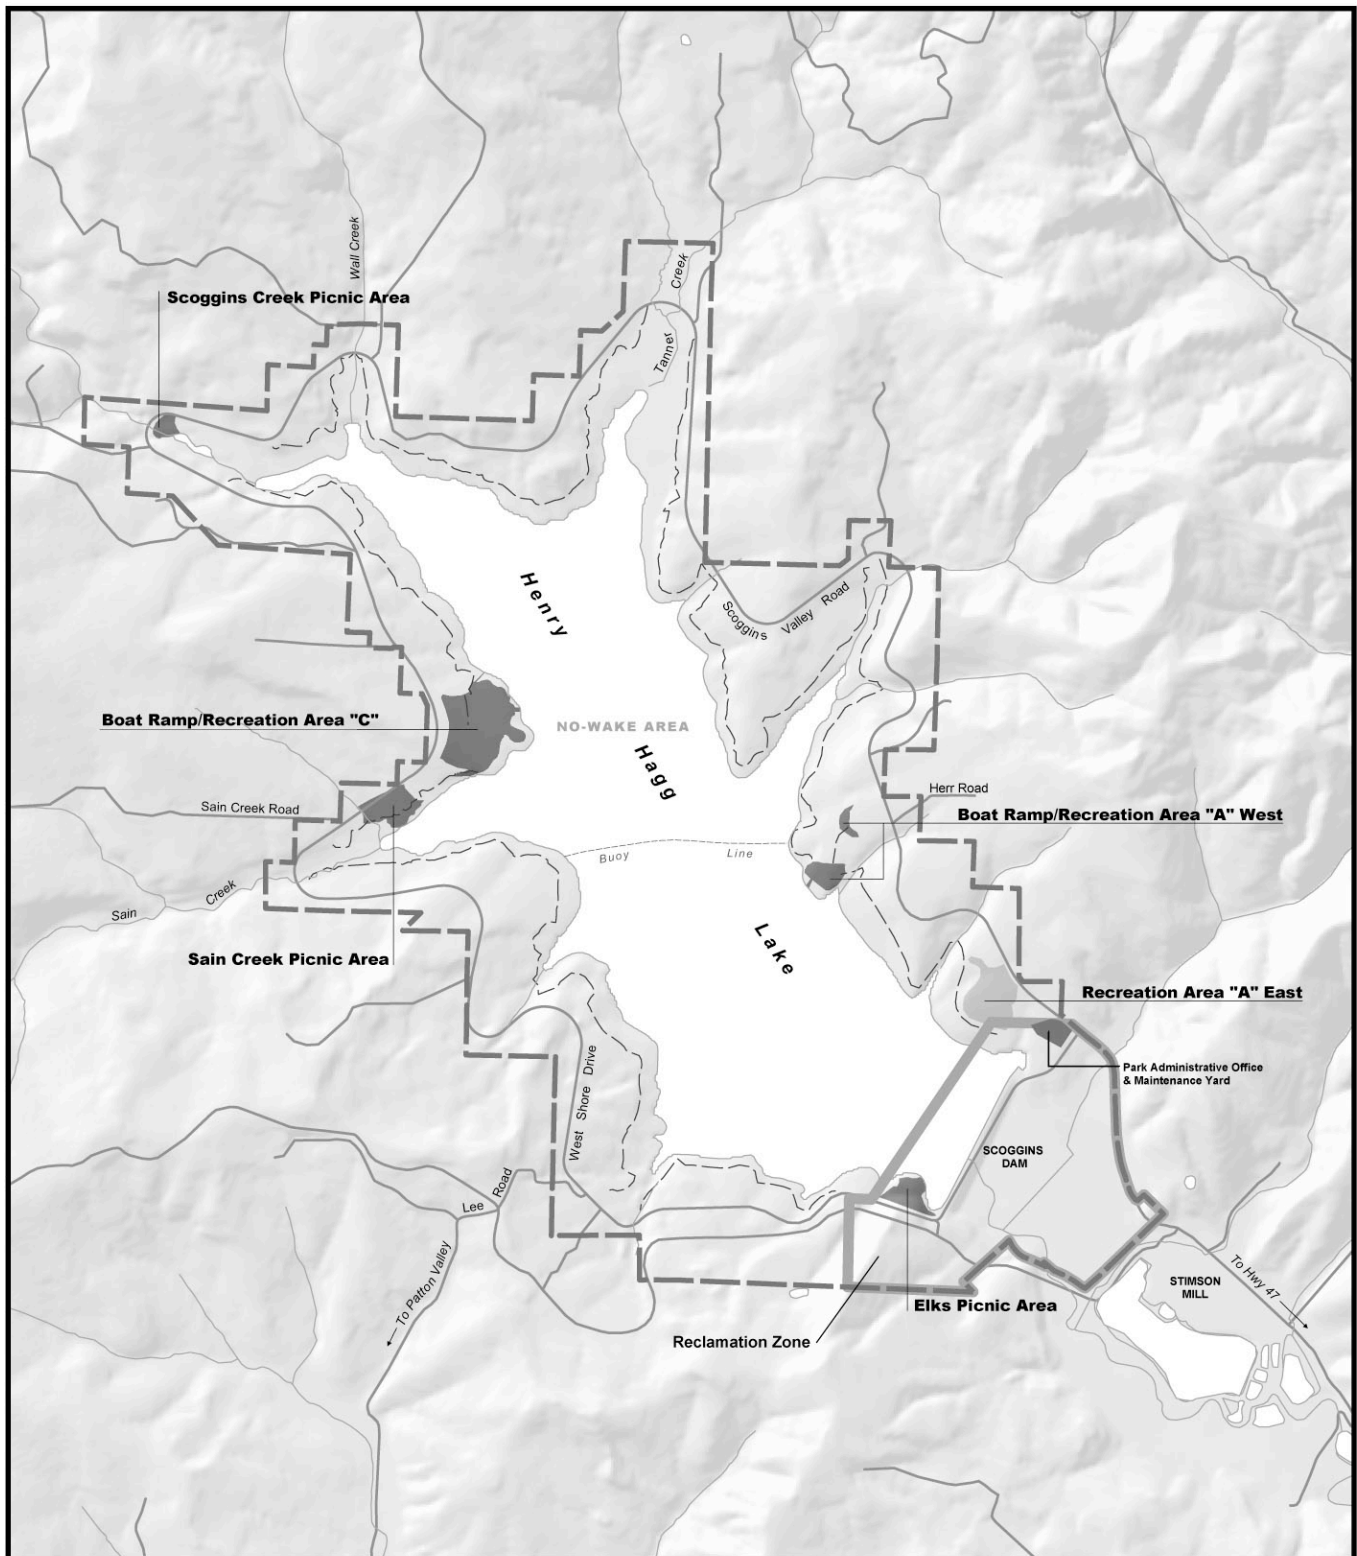 Wall Creek
Scoggins Creek Picnic Area
Tanner
Creek
Henry
Scoggins
Valley
Road
Boat Ramp/Recreation Area "C"
NO-WAKE AREA
Hagg
Sain Creek Road
Herr Road
Boat Ramp/Recreation Area "A" West
Buoy
Line
Sain
Creek
Lake
Sain Creek Picnic Area
Recreation Area "A" East
Park Administrative Office
& Maintenance Yard
West Shore Drive
SCOGGINS
DAM
Lee
Road
To Patton Valley
To Hwy 47
STIMSON
MILL
Elks Picnic Area
Reclamation Zone